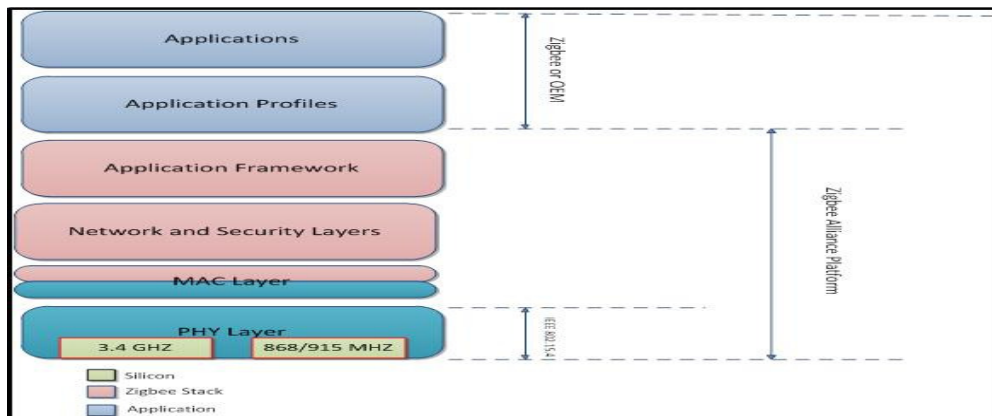 Applications
Application Profiles
Application Framework
Network and Security Layers
MAC Layer
PHY Layer
3.4 GHZ
868/915 MHZ
Silicon
Zigbee Stack
Application
Zigbee or OEM
Zigbee Alliance Platform
IEEE 802.15.4